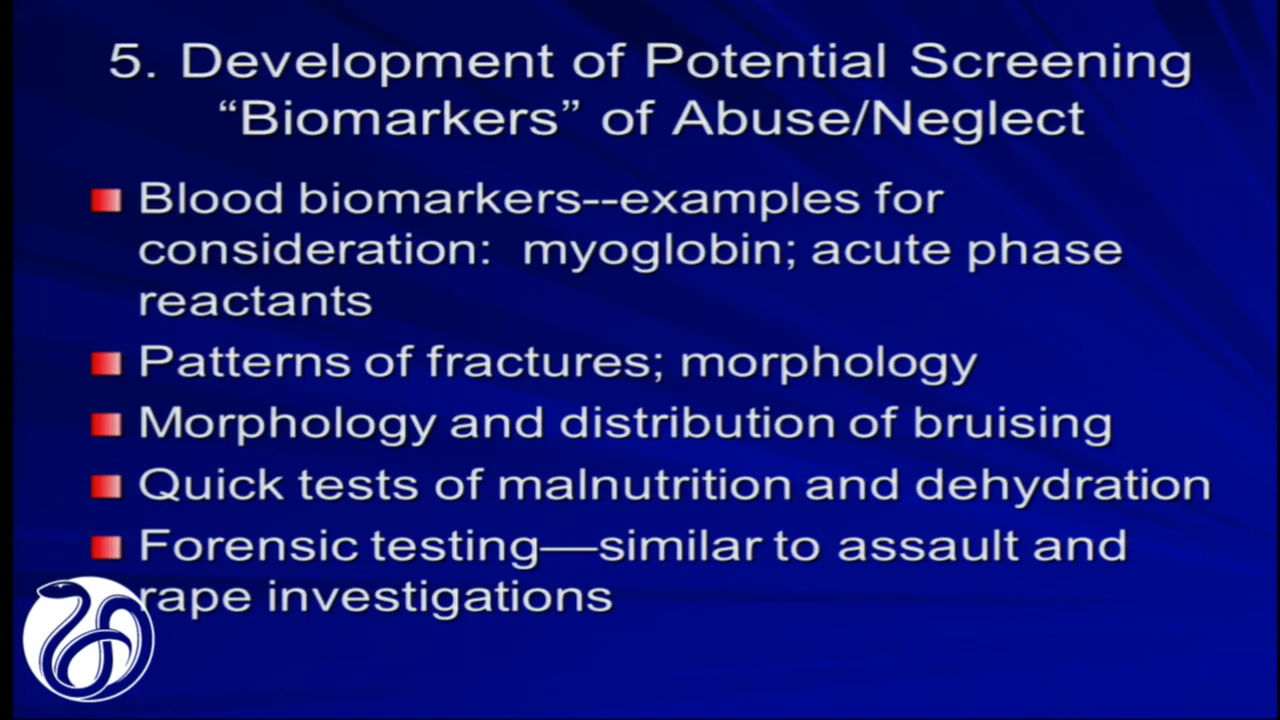 5. Development of Potential Screening
“Biomarkers” of Abuse/Neglect
Blood biomarkers--examples for
consideration: myoglobin; acute phase
reactants
Patterns of fractures; morphology
Morphology and distribution of bruising
Quick tests of malnutrition and dehydration
Forensic testing—similar to assault and
rape investigations